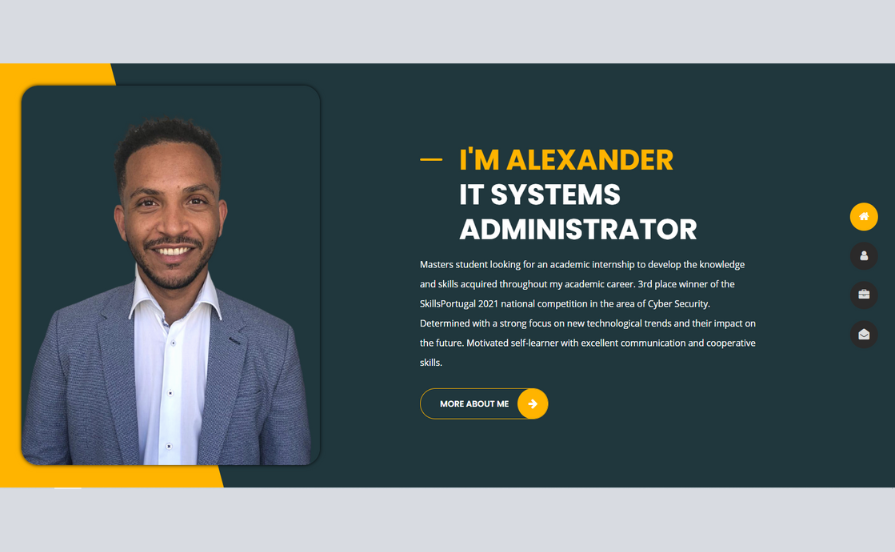 I'M ALEXANDER
IT SYSTEMS
ADMINISTRATOR
Masters student looking for an academic internship to develop the knowledge
and skills acquired throughout my academic career. 3rd place winner of the
SkillsPortugal 2021 national competition in the area of Cyber Security.
Determined with a strong focus on new technological trends and their impact on
the future. Motivated self-learner with excellent communication and cooperative
skills.
MORE ABOUT ME